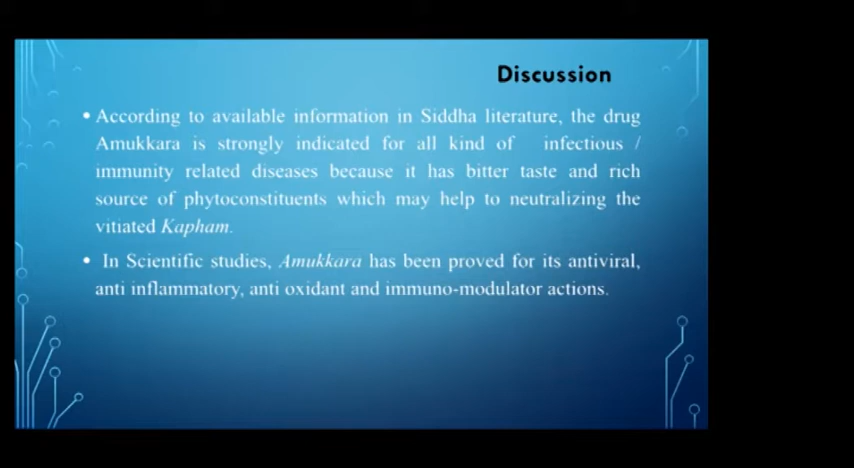 Discussion
• According to available information in Siddha literature, the drug
Amukkara is strongly indicated for all kind of infectious /
immunity related diseases because it has bitter taste and rich
source of phytoconstituents which may help to neutralizing the
vitiated Kapham.
• In Scientific studies, Amukkara has been proved for its antiviral,
anti inflammatory, anti oxidant and immuno-modulator actions.